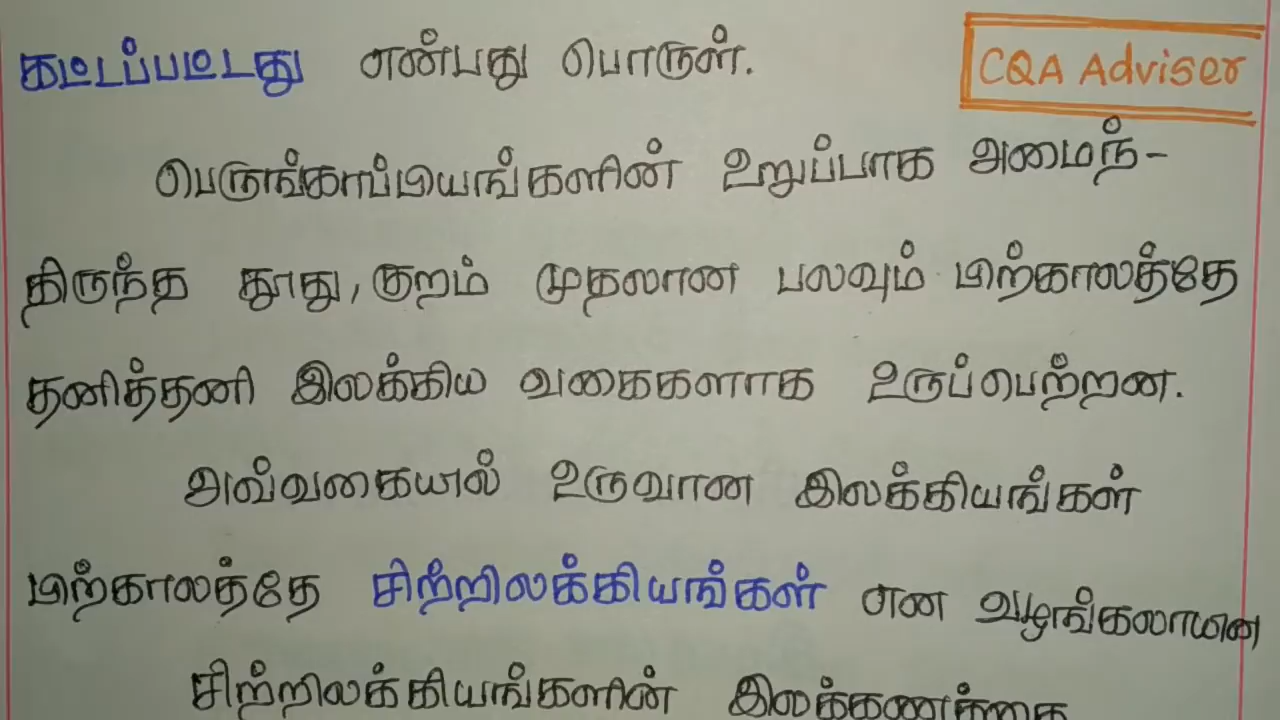 கட்டப்பட்டது என்பது பொருள்.
CQA Adviser
பெருங்காப்பியங்களின் உறுப்பாக அமைந்-
திருந்த தூது, குறம் முதலான பலவும் பிற்காலத்தே
தனித்தனி இலக்கிய வகைகளாக உருப்பெற்றன.
அவ்வகையில் உருவான இலக்கியங்கள்
பிற்காலத்தே சிற்றிலக்கியங்கள் என வழங்கலாயின
சிற்றிலக்கியங்களின் இலக்கணத்தை